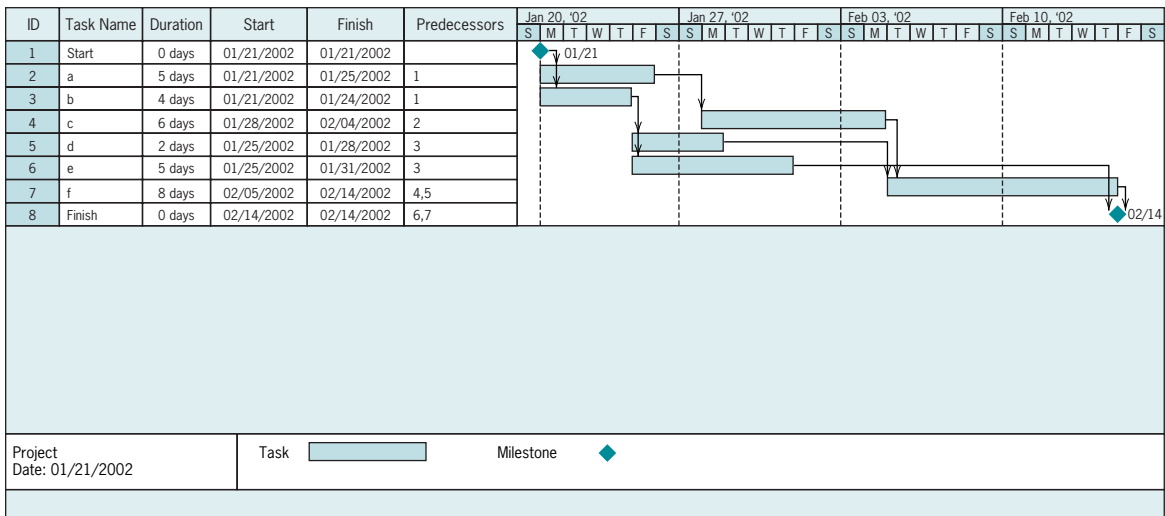 ID Task Name Duration Start Finish Predecessors Jan 20, ‘02 Jan 27, ‘02 Feb 03, ‘02 Feb 10, ‘02
S M T W T F S S M T W T F S S M T W T F S S M T W T F S
1 Start 0 days 01/21/2002 01/21/2002 01/21
2 a 5 days 01/21/2002 01/25/2002 1
3 b 4 days 01/21/2002 01/24/2002 1
4 c 6 days 01/28/2002 02/04/2002 2
5 d 2 days 01/25/2002 01/28/2002 3
6 e 5 days 01/25/2002 01/31/2002 3
7 f 8 days 02/05/2002 02/14/2002 4,5
8 Finish 0 days 02/14/2002 02/14/2002 6,7 02/14
Project Task Milestone
Date: 01/21/2002